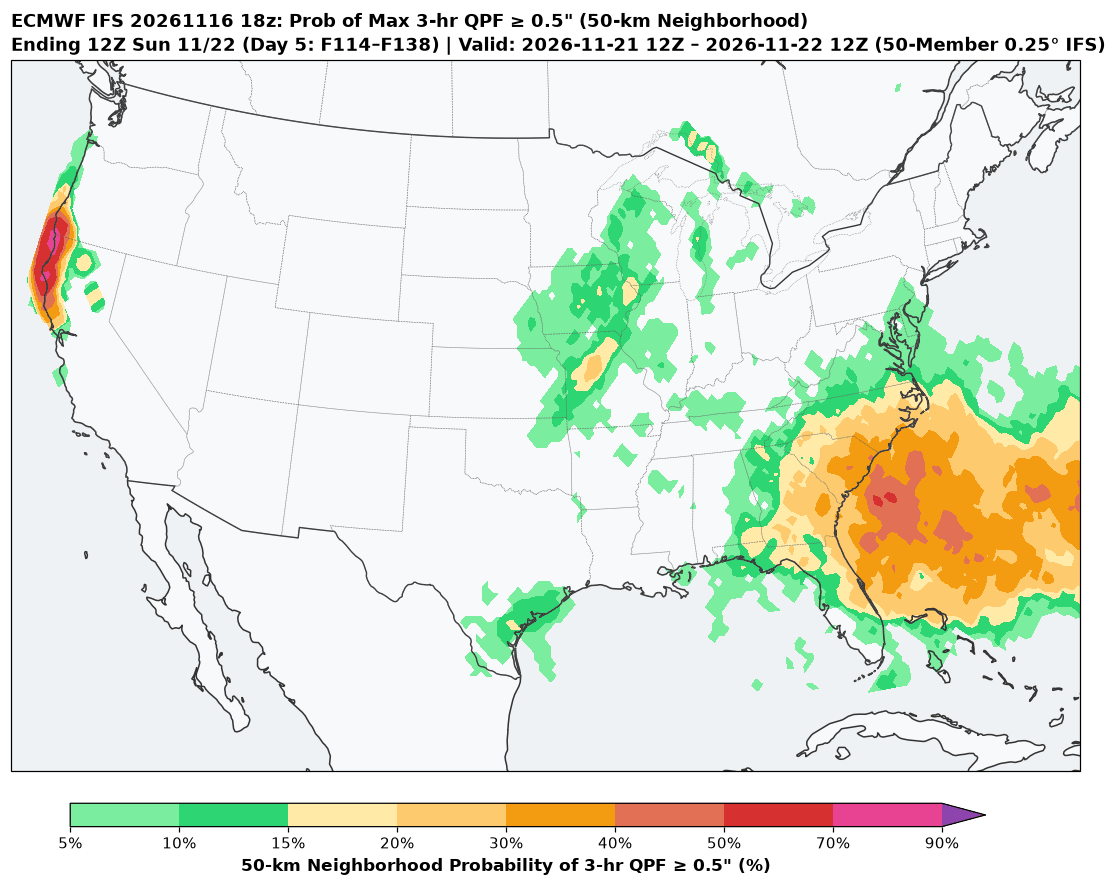 ECMWF IFS 20261116 18z: Prob of Max 3-hr QPF ≥ 0.5" (50-km Neighborhood)
Ending 12Z Sun 11/22 (Day 5: F114–F138) | Valid: 2026-11-21 12Z – 2026-11-22 12Z (50-Member 0.25° IFS)
5% 10% 15% 20% 30% 40% 50% 70% 90%
50-km Neighborhood Probability of 3-hr QPF ≥ 0.5" (%)